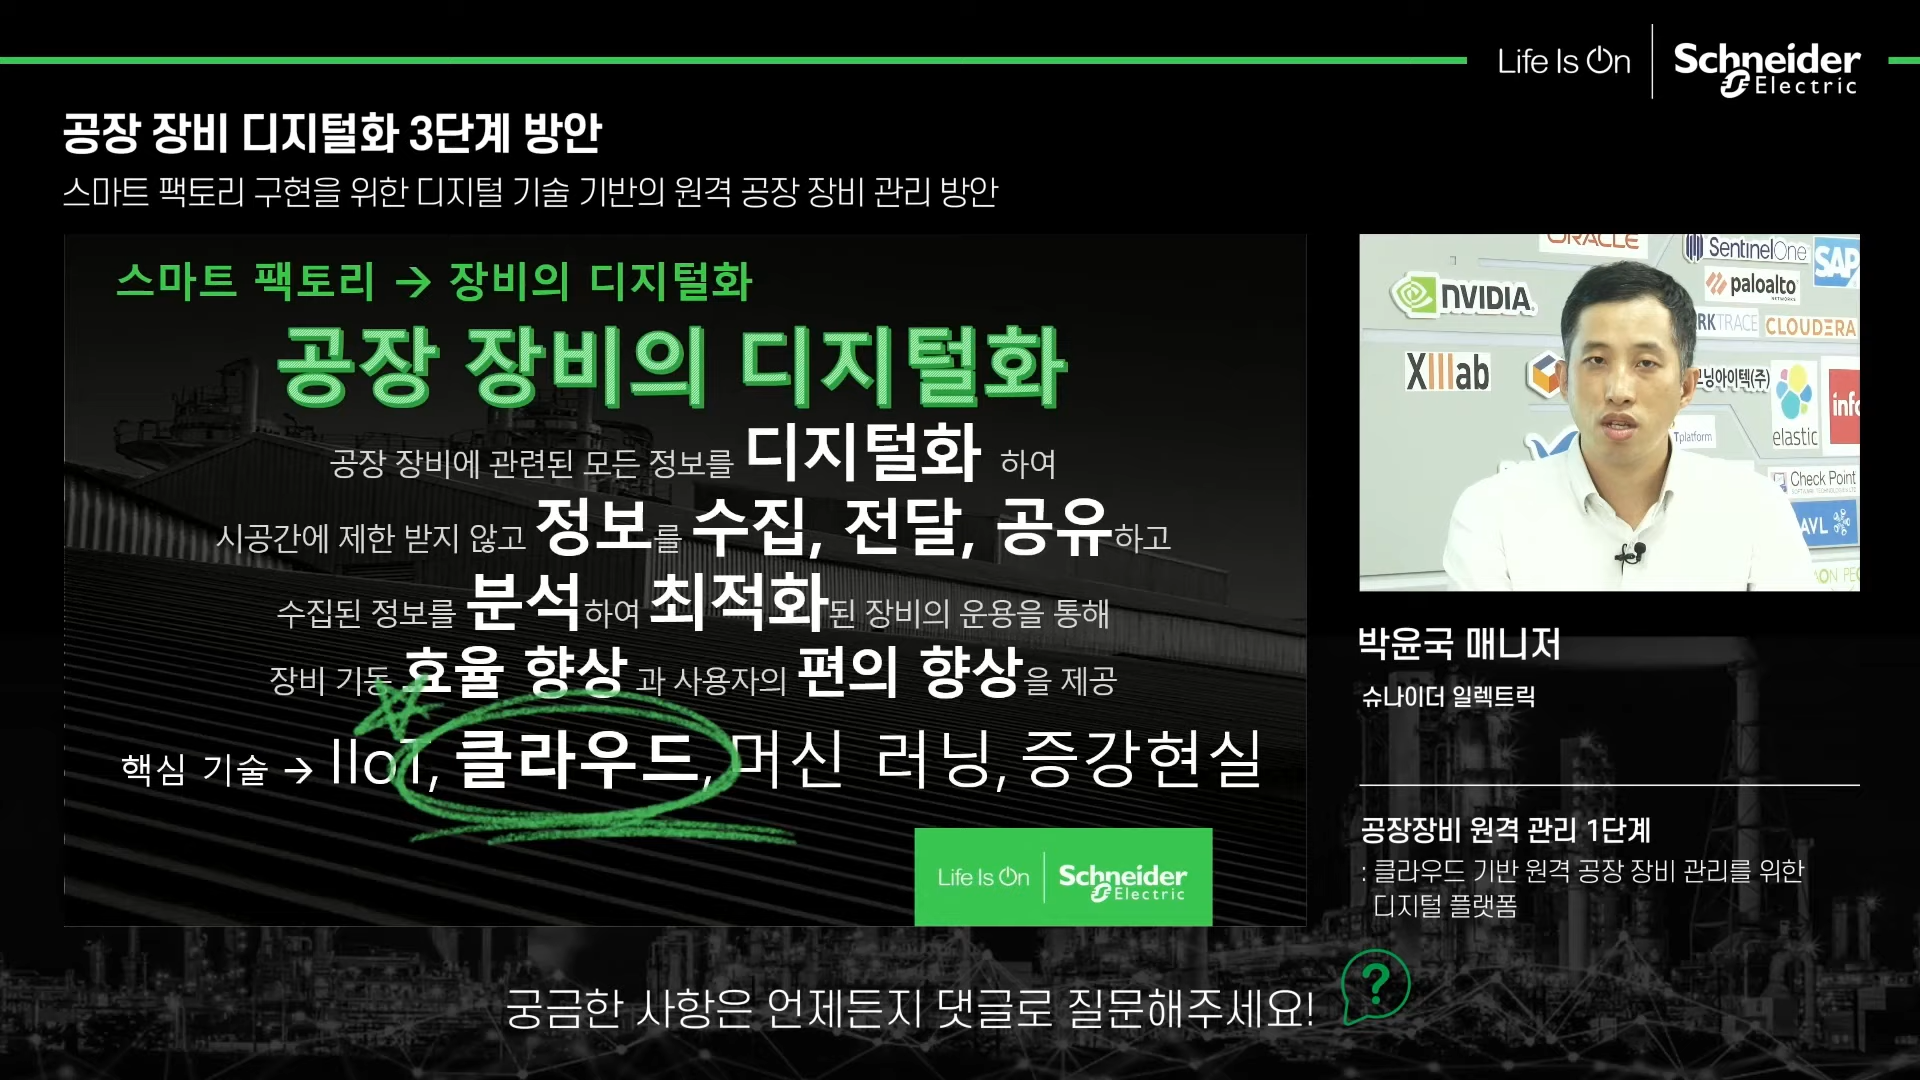 Life Is On
Schneider Electric
공장 장비 디지털화 3단계 방안
스마트 팩토리 구현을 위한 디지털 기술 기반의 원격 공장 장비 관리 방안
스마트 팩토리 → 장비의 디지털화
공장 장비의 디지털화
공장 장비에 관련된 모든 정보를 디지털화 하여
시공간에 제한 받지 않고 정보를 수집, 전달, 공유하고
수집된 정보를 분석하여 최적화된 장비의 운용을 통해
장비 기동 효율 향상 과 사용자의 편의 향상을 제공
핵심 기술 → IIoT, 클라우드, 머신 러닝, 증강현실
Life Is On
Schneider Electric
ORACLE
SentinelOne
SAP
paloalto
NETWORKS
NVIDIA
RKTRACE
CLOUDERA
XIIIab
닝아이텍(주)
elastic
info
Tplatform
Check Point
AVL
박윤국 매니저
슈나이더 일렉트릭
공장장비 원격 관리 1단계
: 클라우드 기반 원격 공장 장비 관리를 위한
디지털 플랫폼
궁금한 사항은 언제든지 댓글로 질문해주세요!
?